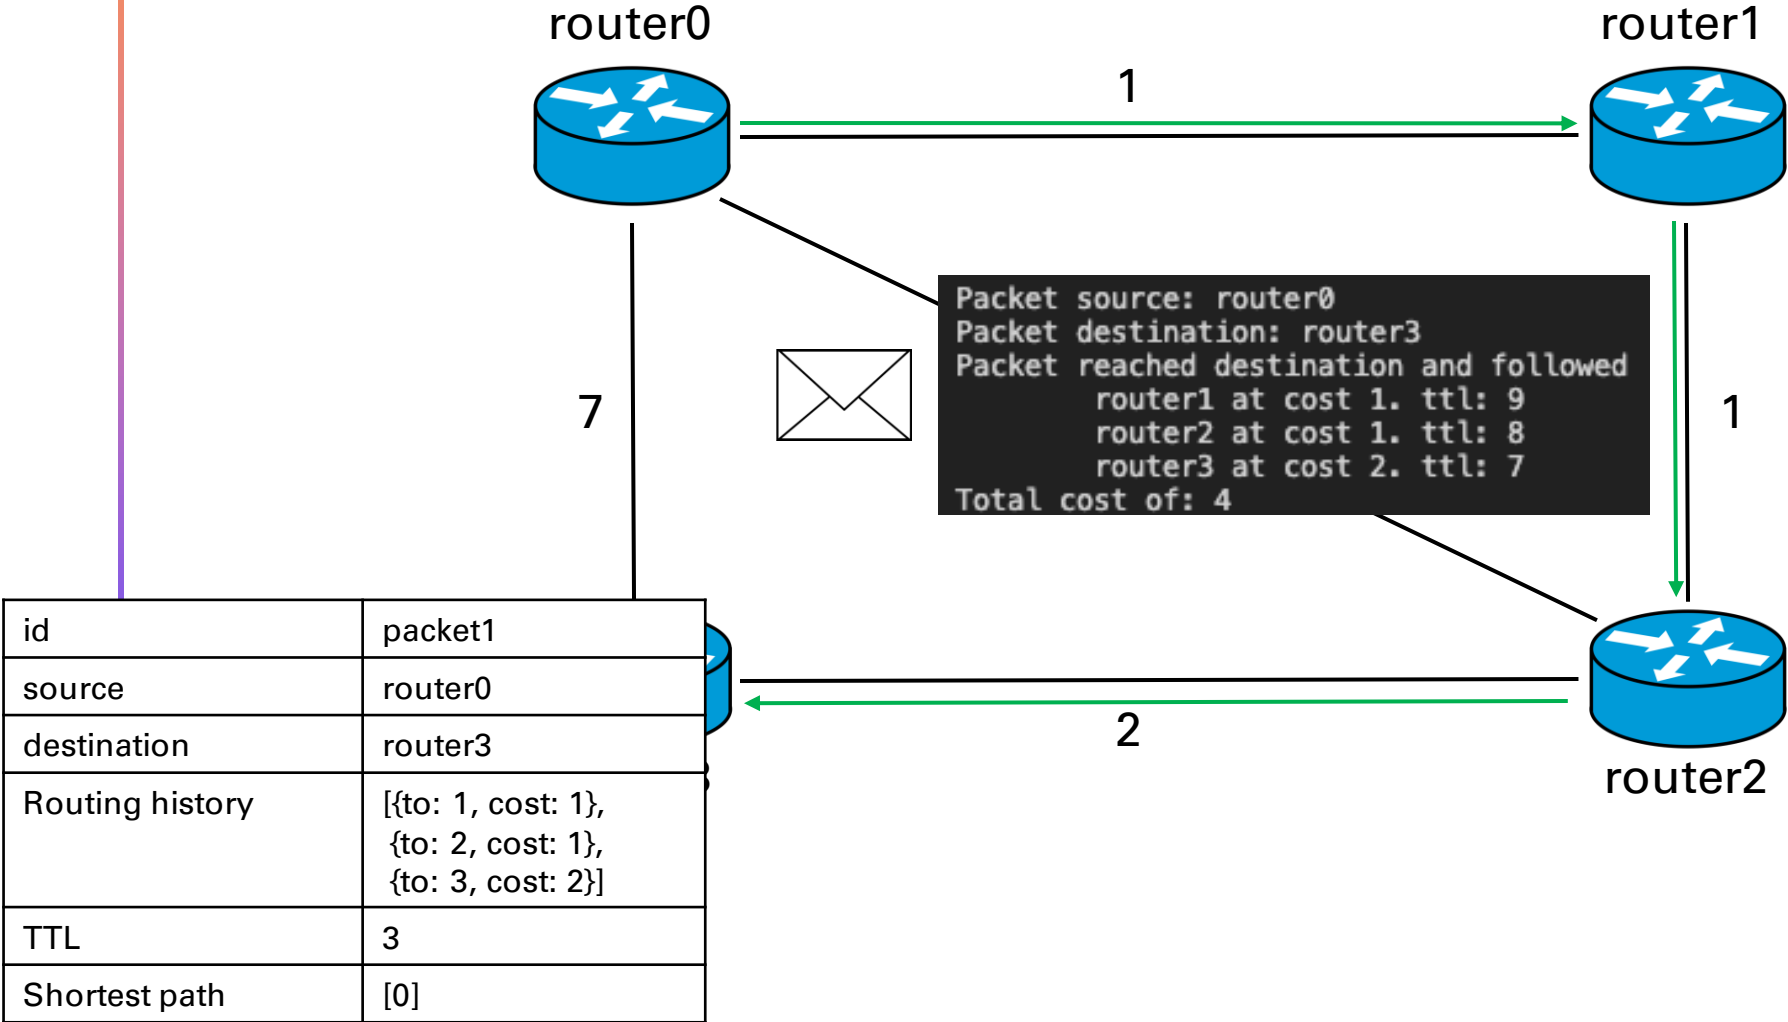 router0
router1
1
Packet source: router0
Packet destination: router3
Packet reached destination and followed
router1 at cost 1. ttl: 9
router2 at cost 1. ttl: 8
router3 at cost 2. ttl: 7
Total cost of: 4
7
1
id packet1
source router0
destination router3
Routing history [{to: 1, cost: 1},
{to: 2, cost: 1},
{to: 3, cost: 2}]
TTL 3
Shortest path [0]
2
router2